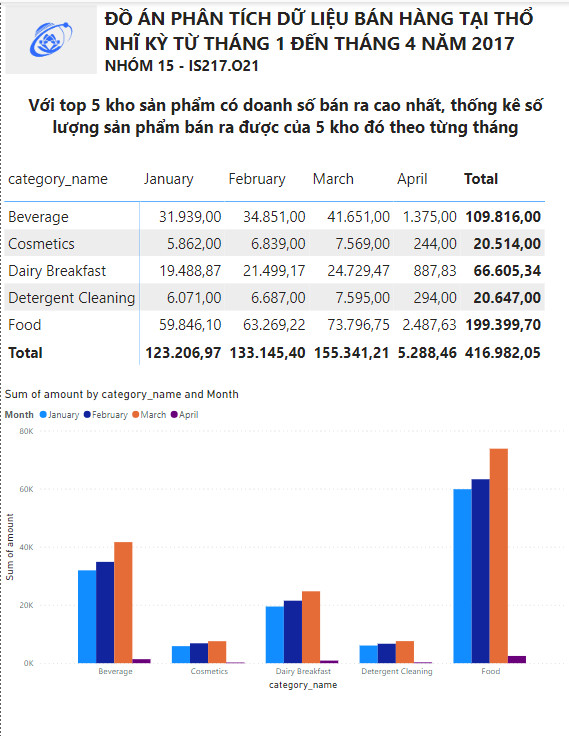 ĐỒ ÁN PHÂN TÍCH DỮ LIỆU BÁN HÀNG TẠI THỔ
NHĨ KỲ TỪ THÁNG 1 ĐẾN THÁNG 4 NĂM 2017
NHÓM 15 - IS217.O21
Với top 5 kho sản phẩm có doanh số bán ra cao nhất, thống kê số
lượng sản phẩm bán ra được của 5 kho đó theo từng tháng
category_name January February March April Total
Beverage 31.939,00 34.851,00 41.651,00 1.375,00 109.816,00
Cosmetics 5.862,00 6.839,00 7.569,00 244,00 20.514,00
Dairy Breakfast 19.488,87 21.499,17 24.729,47 887,83 66.605,34
Detergent Cleaning 6.071,00 6.687,00 7.595,00 294,00 20.647,00
Food 59.846,10 63.269,22 73.796,75 2.487,63 199.399,70
Total 123.206,97 133.145,40 155.341,21 5.288,46 416.982,05
Sum of amount by category_name and Month
Month January February March April
80K
60K
40K
20K
0K
Sum of amount
Beverage Cosmetics Dairy Breakfast Detergent Cleaning Food
category_name